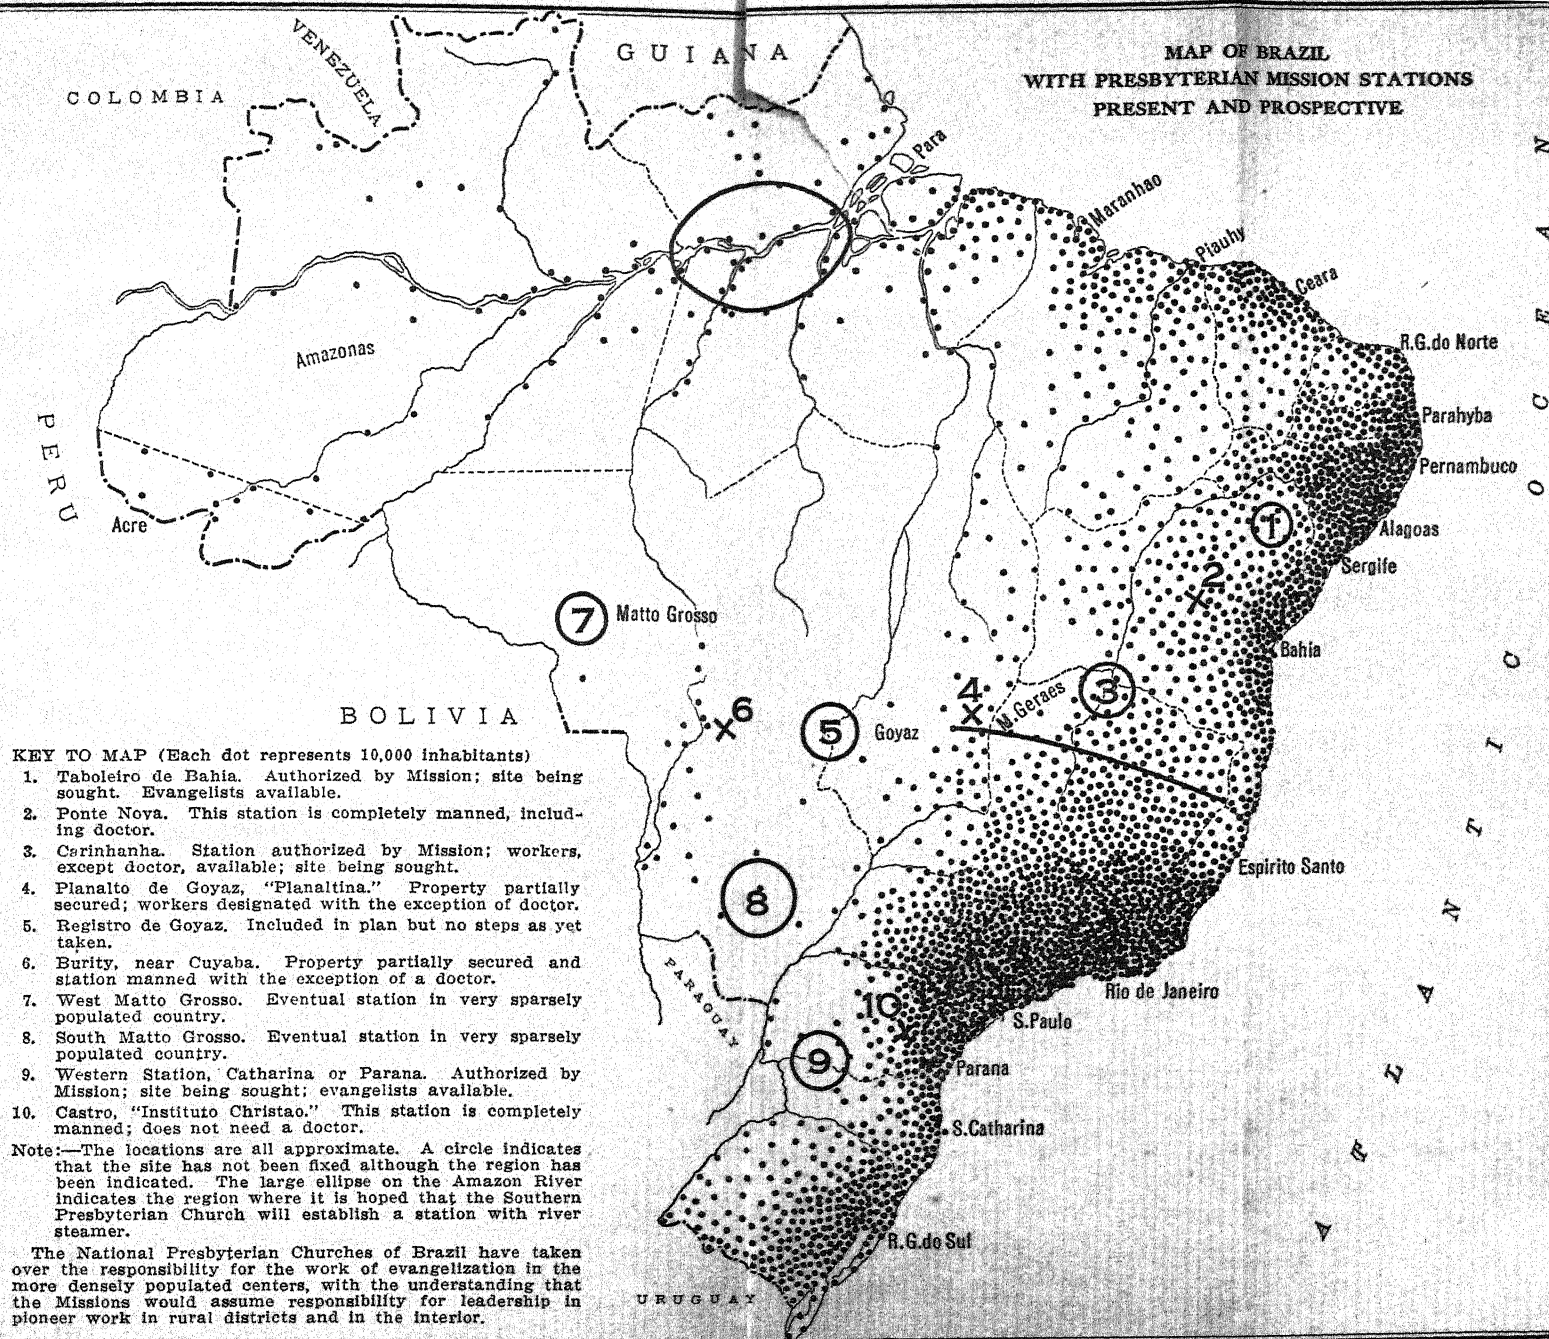 MAP OF BRAZIL
WITH PRESBYTERIAN MISSION STATIONS
PRESENT AND PROSPECTIVE
VENEZUELA
GUIANA
COLOMBIA
Para
Maranhao
Piauhy
Ceara
R.G.do Norte
Amazonas
Parahyba
PERU
Pernambuco
Acre
1
Alagoas
Sergife
2
7 Matto Grosso
Bahia
3
4
M.Geraes
6
5 Goyaz
BOLIVIA
ATLANTIC OCEAN
Espirito Santo
8
PARAGUAY
10
Rio de Janeiro
S.Paulo
9
Parana
S.Catharina
R.G.do Sul
URUGUAY
KEY TO MAP (Each dot represents 10,000 inhabitants)
1. Taboleiro de Bahia. Authorized by Mission; site being
sought. Evangelists available.
2. Ponte Nova. This station is completely manned, includ-
ing doctor.
3. Carinhanha. Station authorized by Mission; workers,
except doctor, available; site being sought.
4. Planalto de Goyaz, "Planaltina." Property partially
secured; workers designated with the exception of doctor.
5. Registro de Goyaz. Included in plan but no steps as yet
taken.
6. Burity, near Cuyaba. Property partially secured and
station manned with the exception of a doctor.
7. West Matto Grosso. Eventual station in very sparsely
populated country.
8. South Matto Grosso. Eventual station in very sparsely
populated country.
9. Western Station, Catharina or Parana. Authorized by
Mission; site being sought; evangelists available.
10. Castro, "Instituto Christao." This station is completely
manned; does not need a doctor.
Note:—The locations are all approximate. A circle indicates
that the site has not been fixed although the region has
been indicated. The large ellipse on the Amazon River
indicates the region where it is hoped that the Southern
Presbyterian Church will establish a station with river
steamer.
The National Presbyterian Churches of Brazil have taken
over the responsibility for the work of evangelization in the
more densely populated centers, with the understanding that
the Missions would assume responsibility for leadership in
pioneer work in rural districts and in the interior.